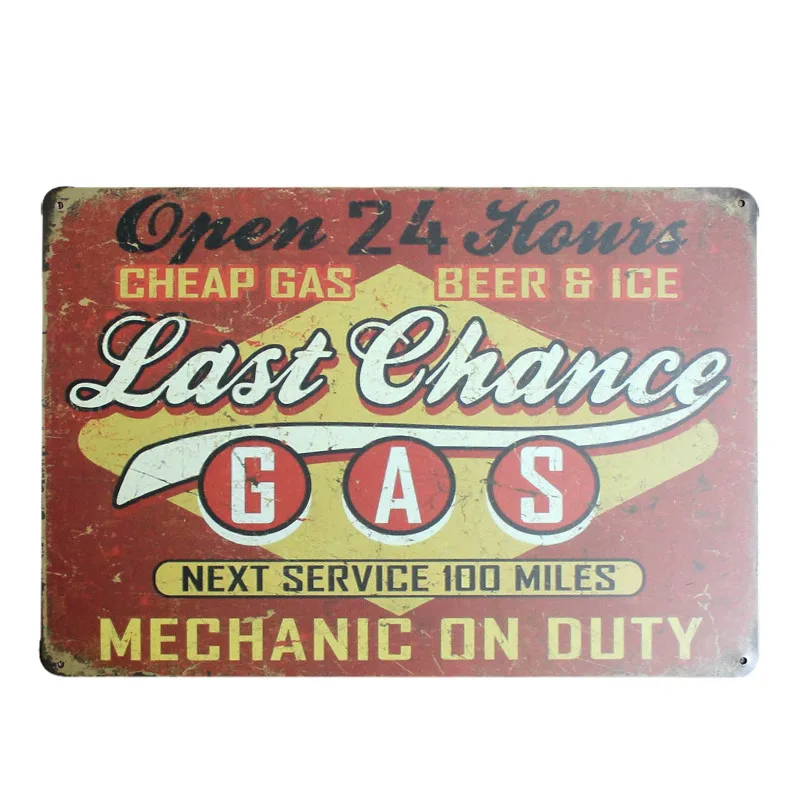 Open 24 Hours
CHEAP GAS BEER & ICE
Last Chance
GAS
NEXT SERVICE 100 MILES
MECHANIC ON DUTY